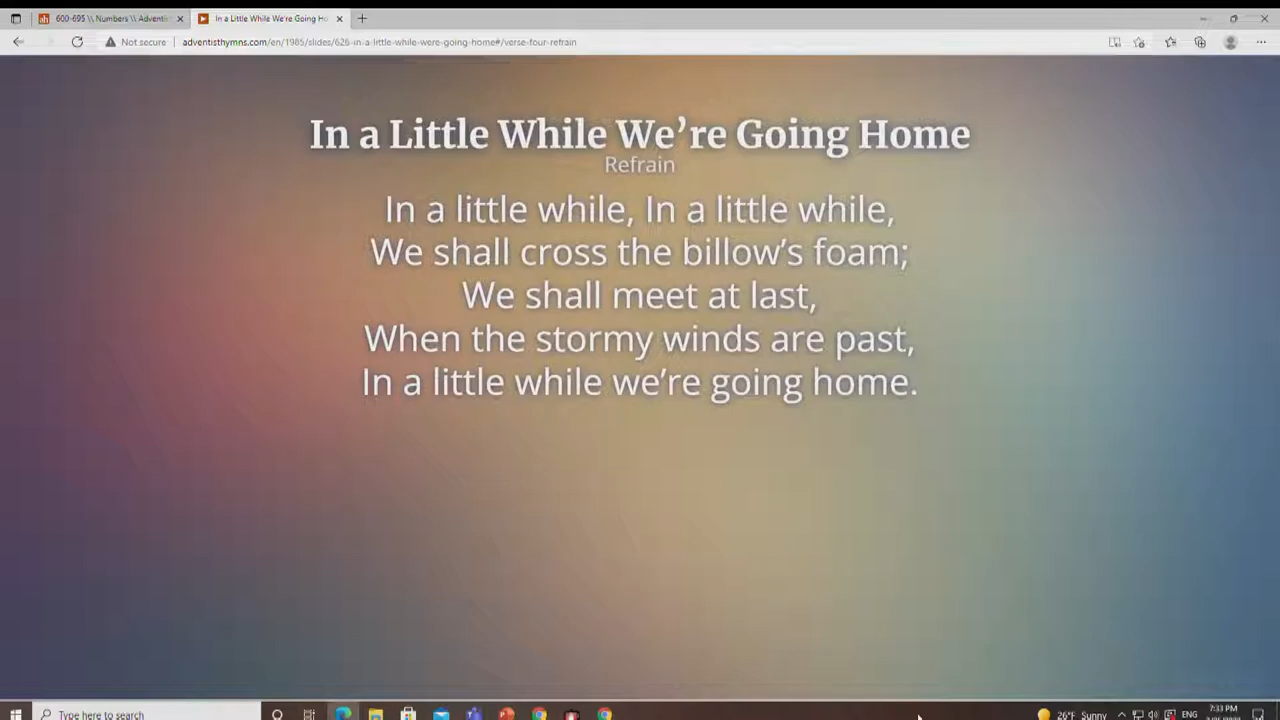 600-695 \\ Numbers \\ Adventis
In a Little While We're Going Ho
Not secure
adventisthymns.com/en/1985/slides/626-in-a-little-while-were-going-home#/verse-four-refrain
In a Little While We’re Going Home
Refrain
In a little while, In a little while,
We shall cross the billow’s foam;
We shall meet at last,
When the stormy winds are past,
In a little while we’re going home.
Type here to search
26°F Sunny
ENG
7:33 PM